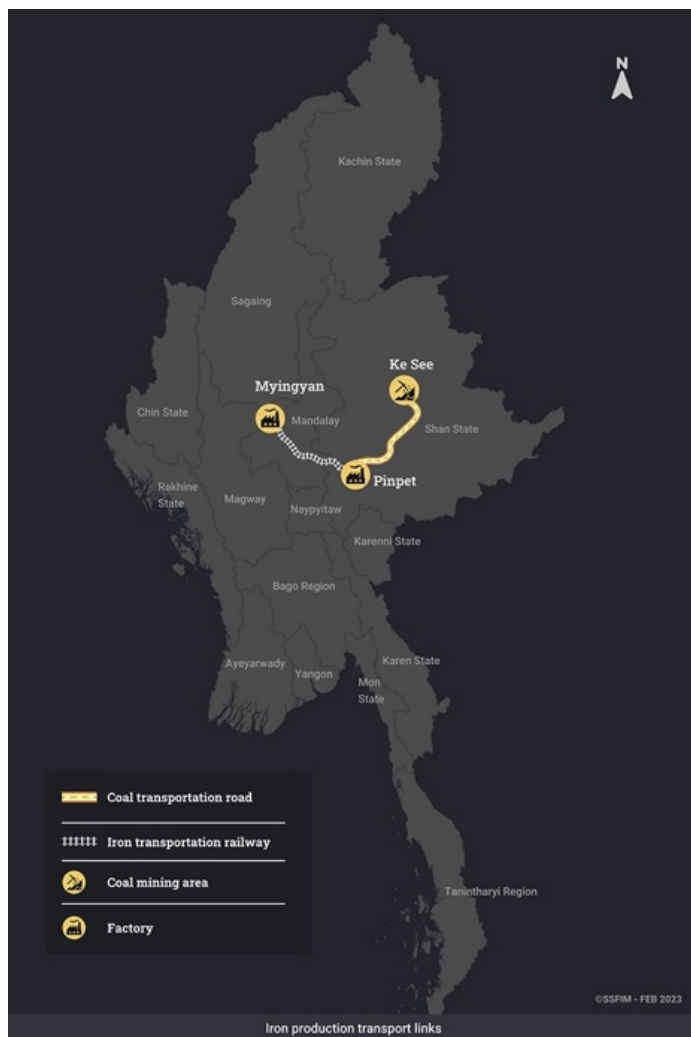 N
Kachin State
Sagaing
Ke See
Myingyan
Chin State
Mandalay
Shan State
Pinpet
Rakhine
State
Magway
Naypyitaw
Karenni State
Bago Region
Ayeyarwady
Yangon
Karen State
Mon
State
Coal transportation road
Iron transportation railway
Coal mining area
Factory
Tanintharyi Region
©SSFIM - FEB 2023
Iron production transport links